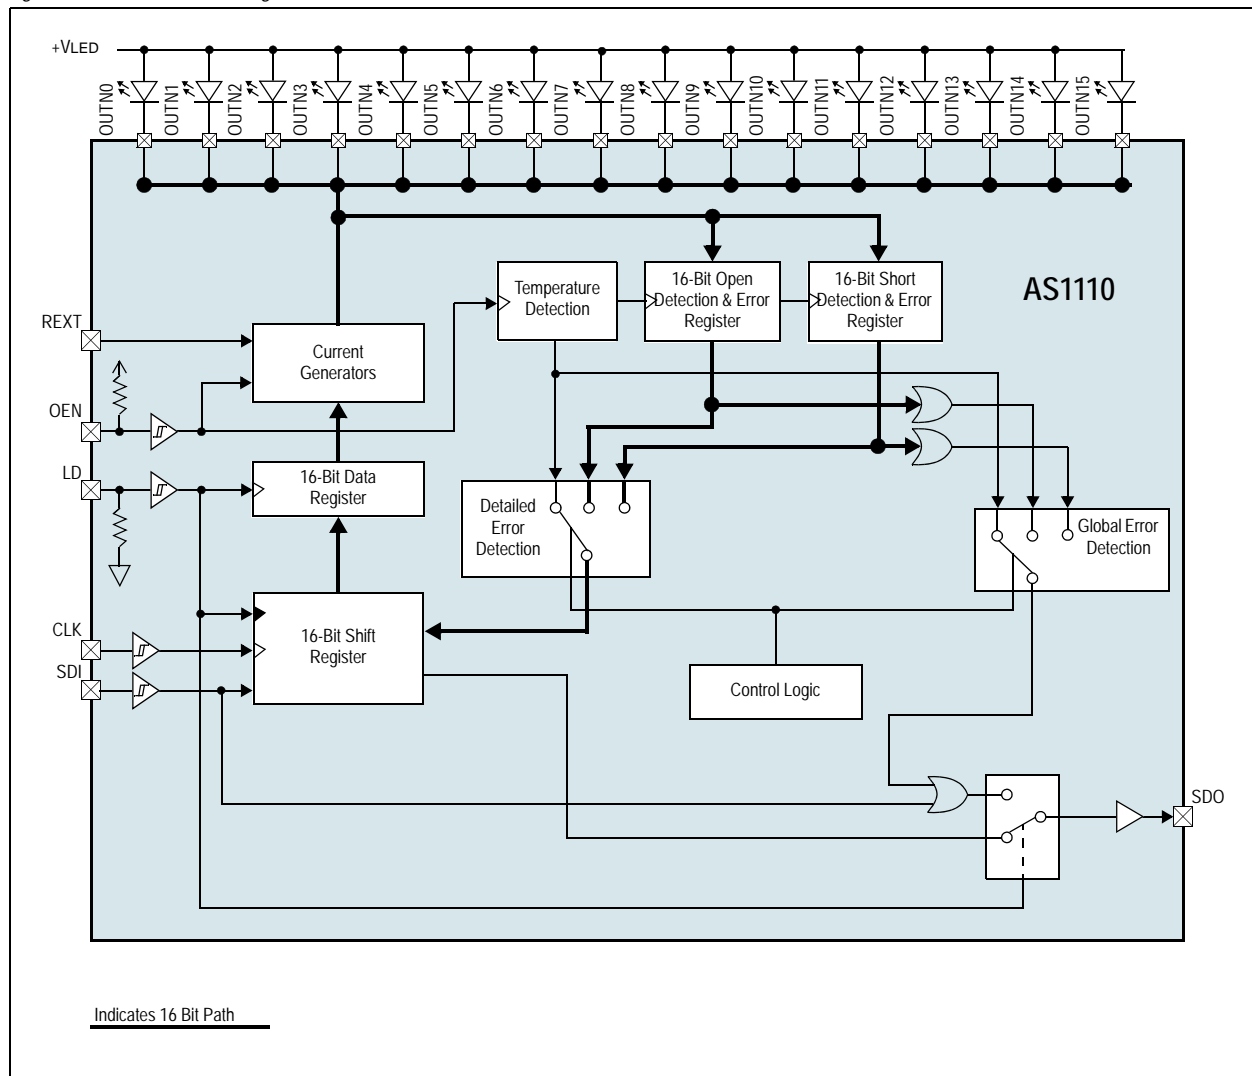 +VLED
OUTN0
OUTN1
OUTN2
OUTN3
OUTN4
OUTN5
OUTN6
OUTN7
OUTN8
OUTN9
OUTN10
OUTN11
OUTN12
OUTN13
OUTN14
OUTN15
AS1110
Temperature
Detection
16-Bit Open
Detection & Error
Register
16-Bit Short
Detection & Error
Register
REXT
Current
Generators
OEN
LD
16-Bit Data
Register
Detailed
Error
Detection
Global Error
Detection
CLK
16-Bit Shift
Register
SDI
Control Logic
SDO
Indicates 16 Bit Path